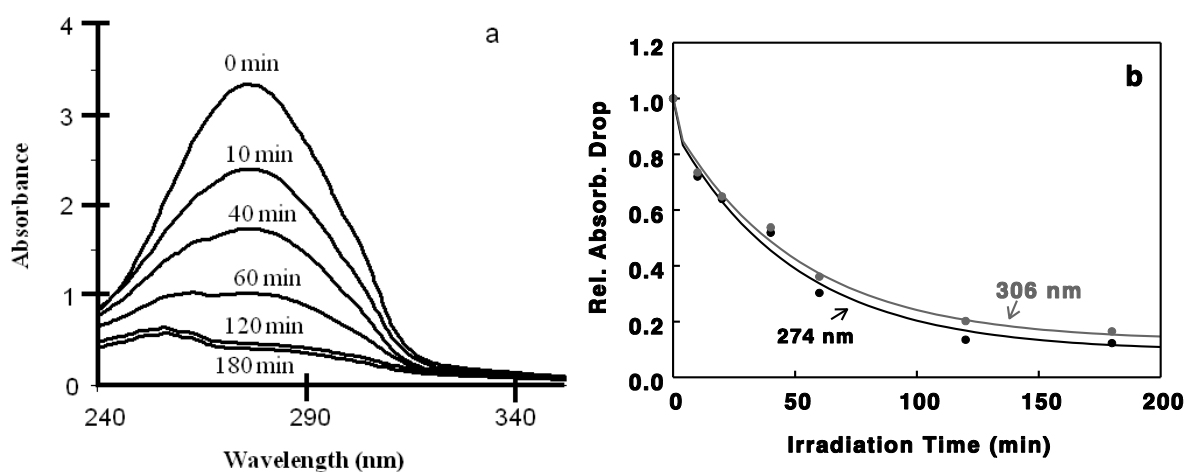 a
4
3
2
1
0
Absorbance
0 min
10 min
40 min
60 min
120 min
180 min
240
290
340
Wavelength (nm)
b
1.2
1.0
0.8
0.6
0.4
0.2
0.0
Rel. Absorb. Drop
306 nm
274 nm
0
50
100
150
200
Irradiation Time (min)